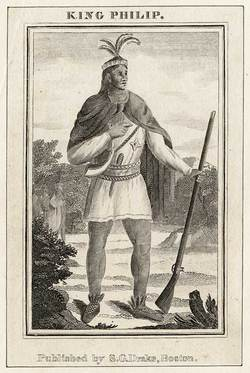 KING PHILIP.
Published by S.G.Drake, Boston.